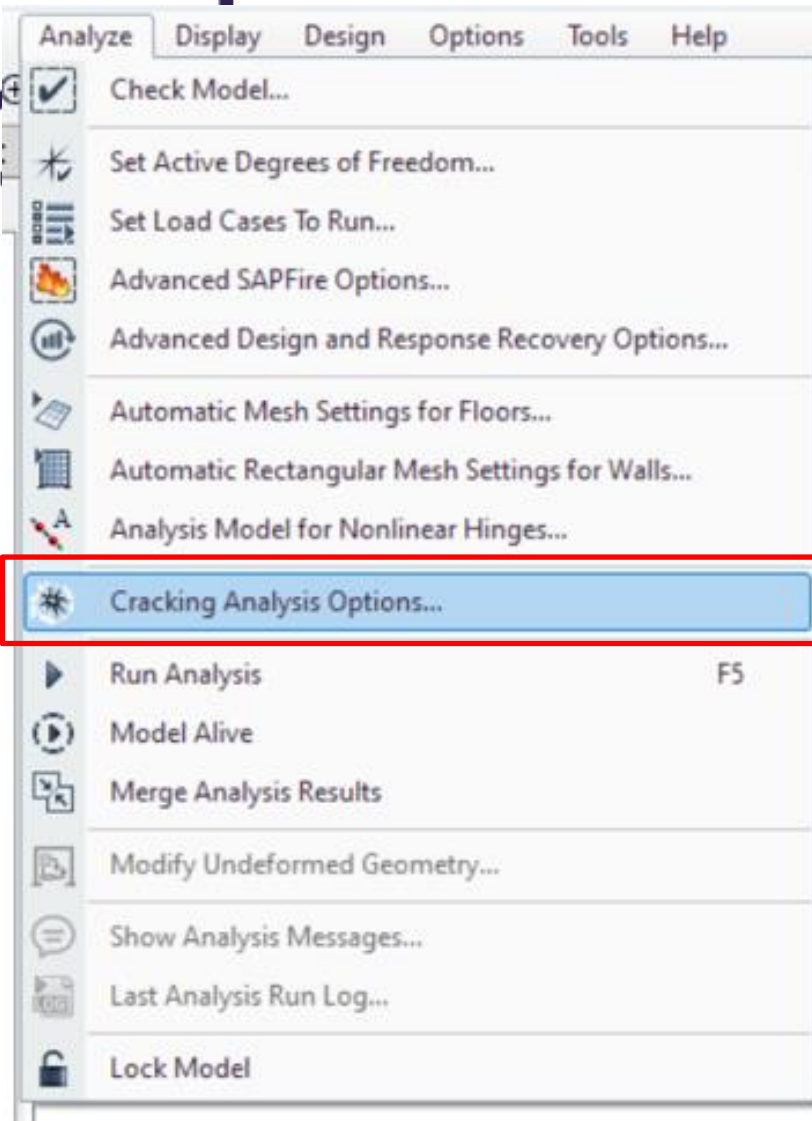 Analyze Display Design Options Tools Help
Check Model...
Set Active Degrees of Freedom...
Set Load Cases To Run...
Advanced SAPFire Options...
Advanced Design and Response Recovery Options...
Automatic Mesh Settings for Floors...
Automatic Rectangular Mesh Settings for Walls...
A
Analysis Model for Nonlinear Hinges...
Cracking Analysis Options...
Run Analysis F5
Model Alive
Merge Analysis Results
Modify Undeformed Geometry...
Show Analysis Messages...
Last Analysis Run Log...
Lock Model